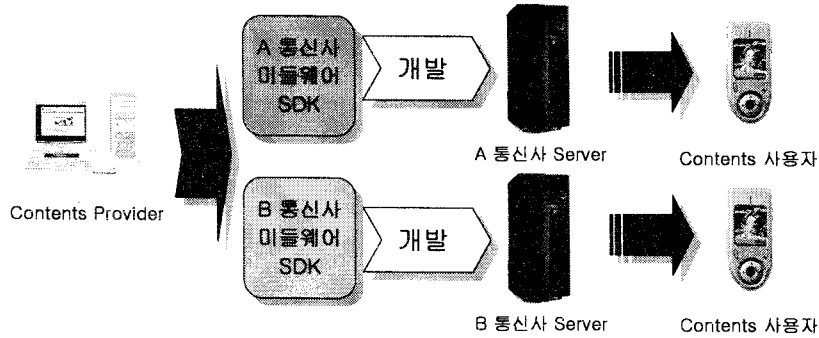 Contents Provider
A 통신사
미들웨어
SDK
개발
A 통신사 Server
Contents 사용자
B 통신사
미들웨어
SDK
개발
B 통신사 Server
Contents 사용자